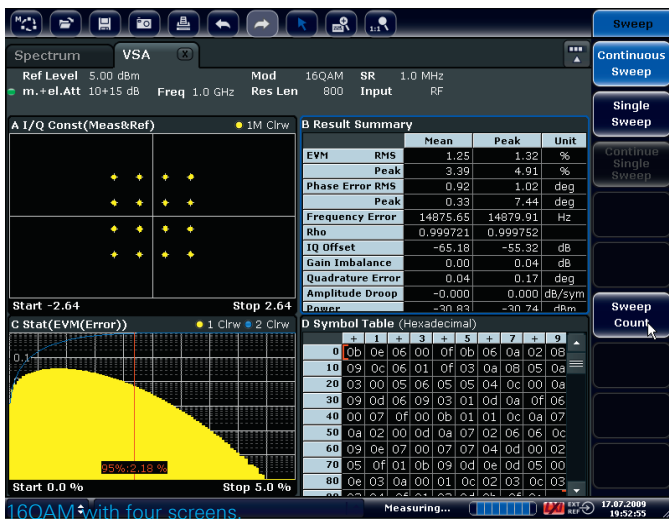 Sweep
Spectrum VSA X
Ref Level 5.00 dBm Mod 16QAM SR 1.0 MHz
m.+el.Att 10+15 dB Freq 1.0 GHz Res Len 800 Input RF
Continuous Sweep
Single Sweep
Continue Single Sweep
Sweep Count
A I/Q Const(Meas&Ref) 1M Clrw
Start -2.64 Stop 2.64
B Result Summary
Mean Peak Unit
EVM RMS 1.25 1.32 %
Peak 3.39 4.91 %
Phase Error RMS 0.92 1.02 deg
Peak 0.33 7.44 deg
Frequency Error 14875.65 14879.91 Hz
Rho 0.999721 0.999752
IQ Offset -65.18 -55.32 dB
Gain Imbalance 0.00 0.04 dB
Quadrature Error 0.04 0.17 deg
Amplitude Droop -0.000 0.000 dB/sym
Power -30.83 -30.74 dBm
C Stat(EVM(Error)) 1 Clrw 2 Clrw
0.1
95%:2.18 %
Start 0.0 % Stop 5.0 %
D Symbol Table (Hexadecimal)
+ 1 + 3 + 5 + 7 + 9
0 0b 0e 06 00 0f 0b 06 0a 02 08
10 09 0c 06 01 0f 03 0a 08 05 0a
20 03 00 05 06 05 05 04 0c 00 0a
30 09 0d 06 09 03 01 0d 0a 0f 06
40 00 07 0f 00 0b 01 01 0c 0a 07
50 0a 02 00 0d 0a 07 02 06 06 0c
60 09 0e 07 00 07 07 04 0d 00 02
70 05 0f 01 0b 09 0d 0e 0d 05 00
80 0e 03 0a 00 01 0c 02 03 0c 03
16QAM with four screens.
Measuring... LXI EXT REF 17.07.2009
19:52:55